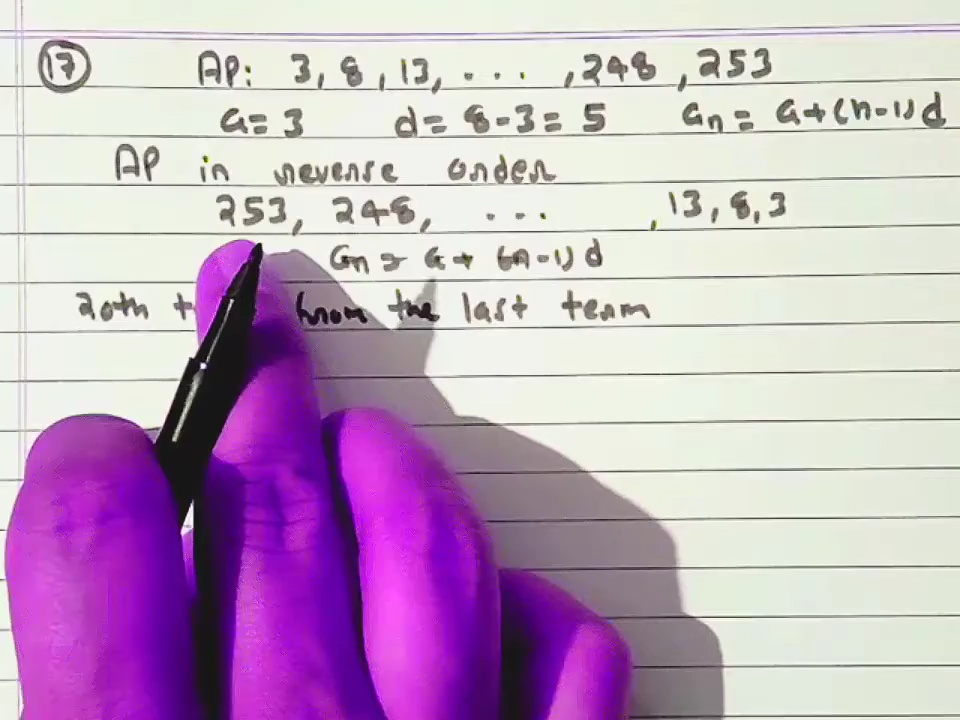 17 AP: 3, 8, 13, ... , 248, 253
a = 3 d = 8 - 3 = 5 an = a + (n-1)d
AP in reverse order
253, 248, ... , 13, 8, 3
an = a + (n-1)d
20th from the last term